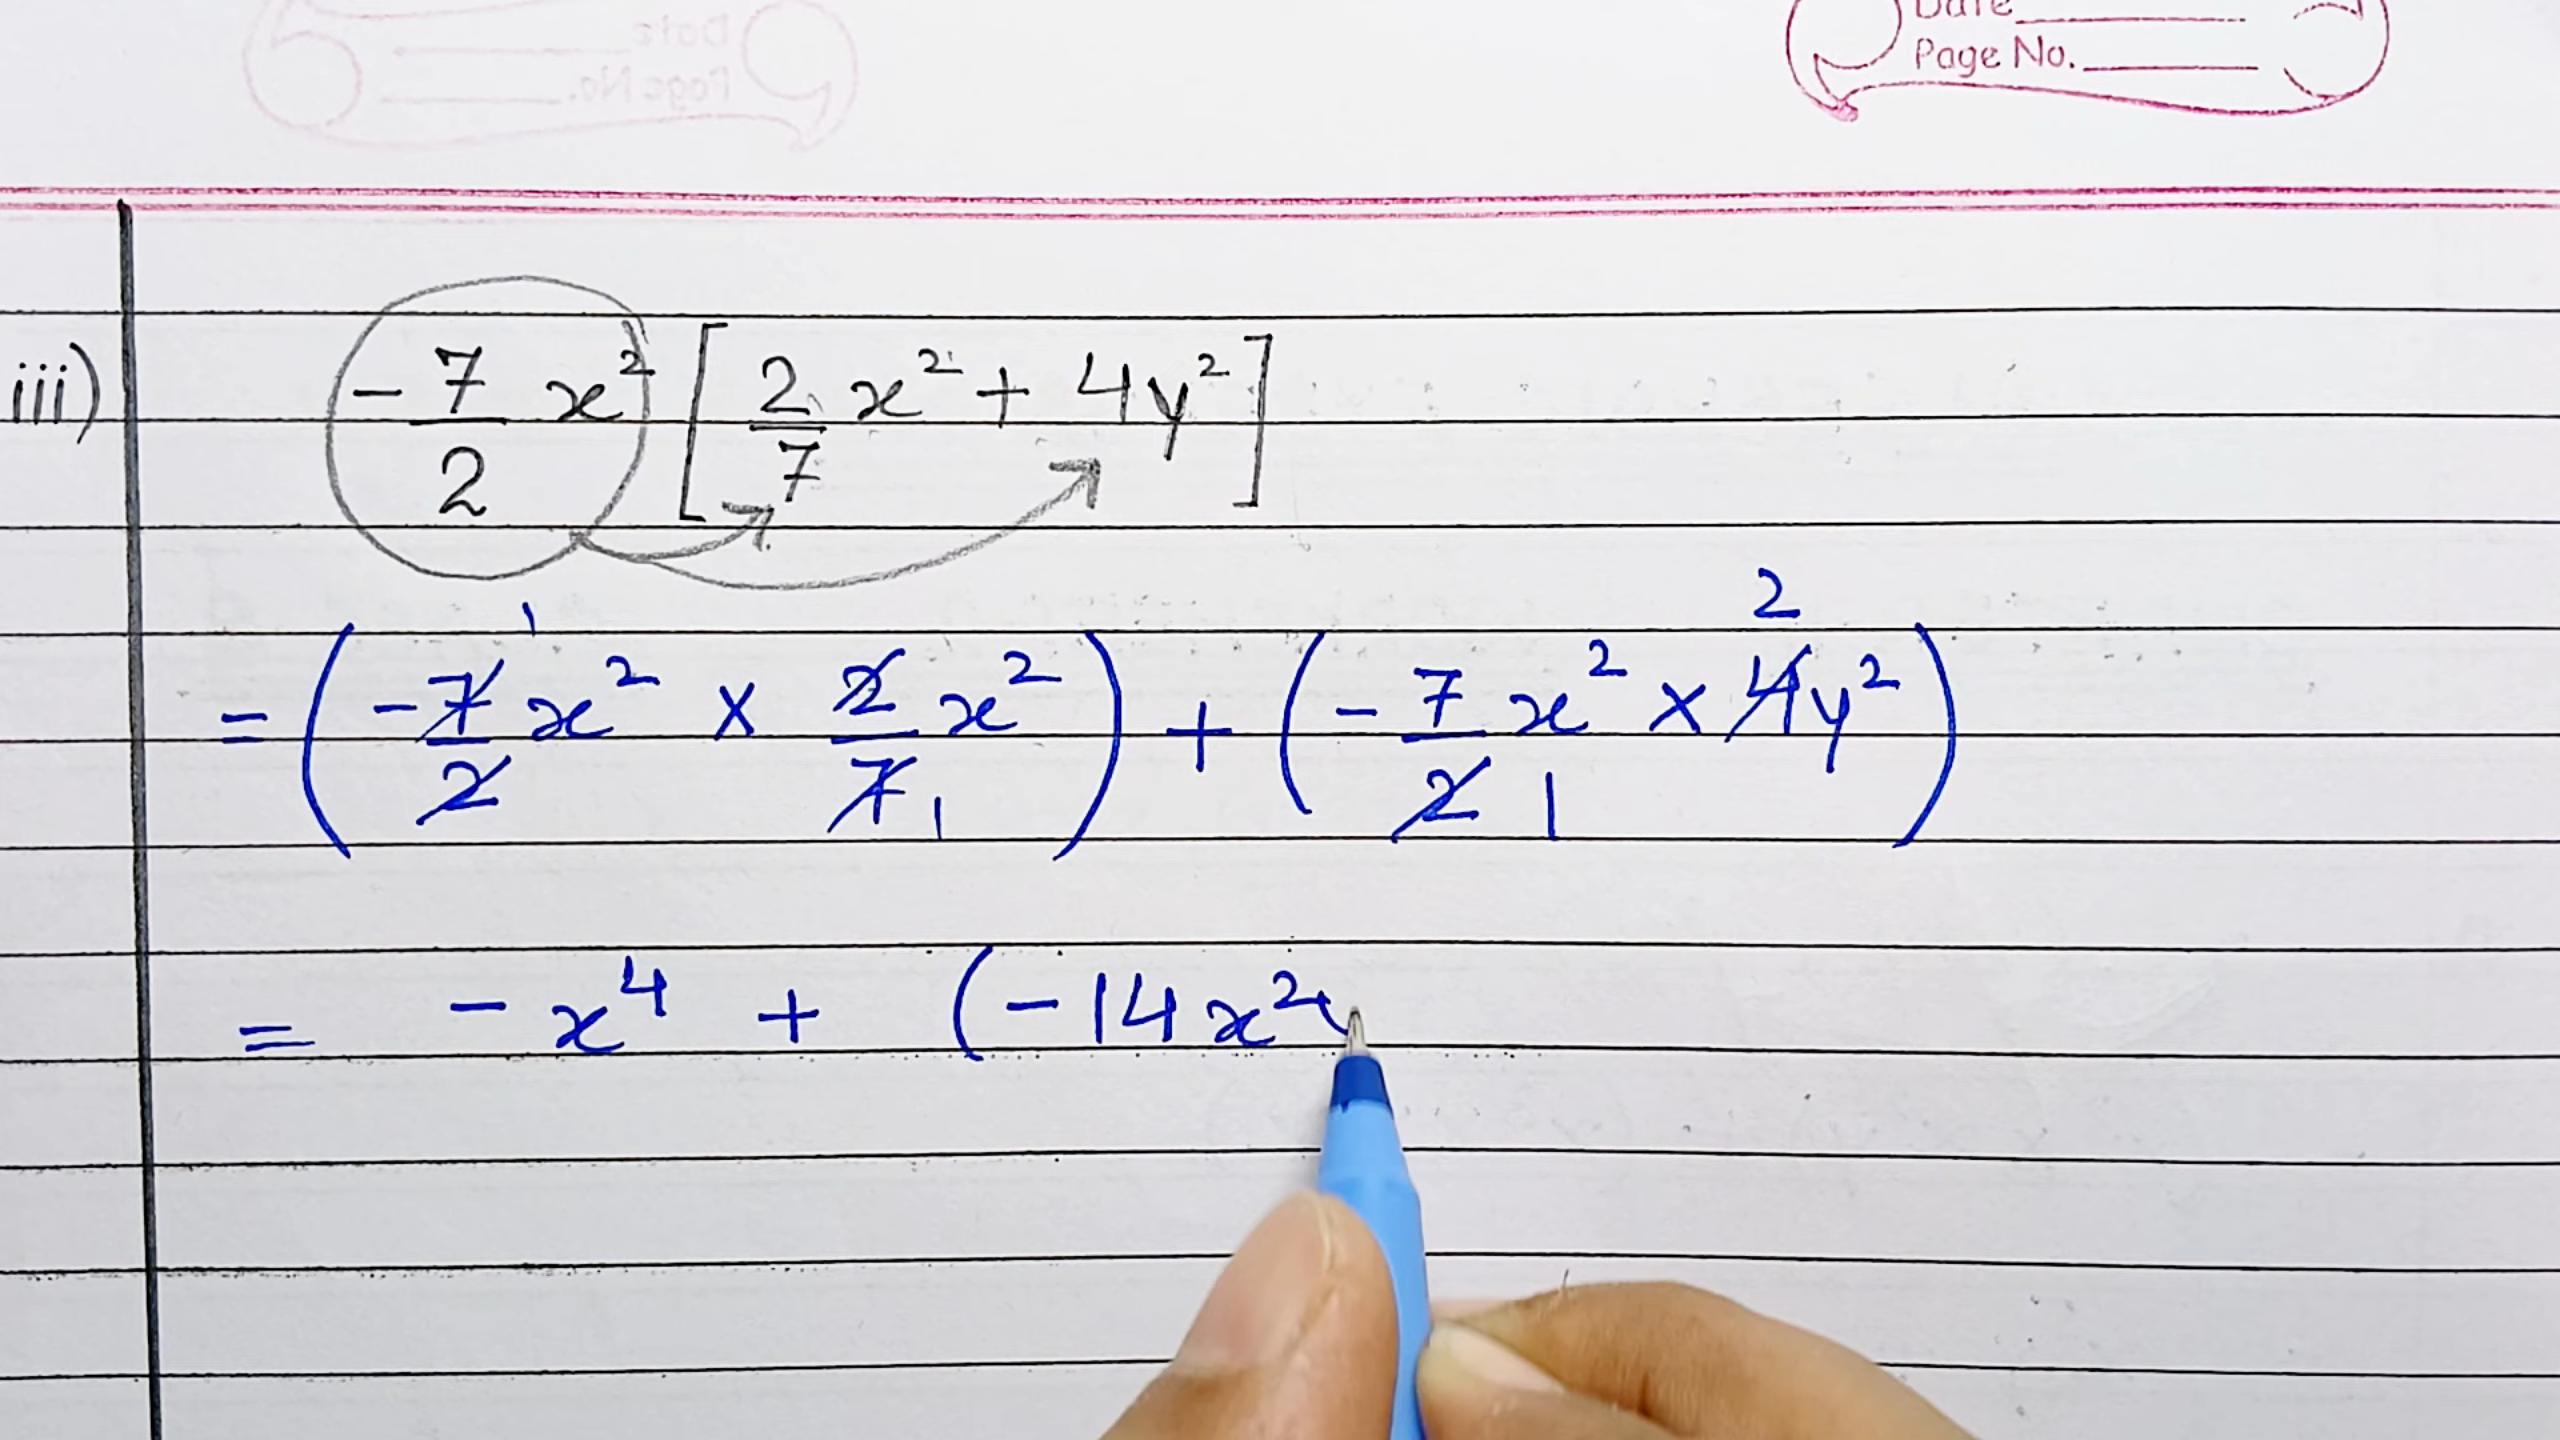 Date
Page No.
iii) -7/2 x² [2/7 x² + 4y²]
= (-7/2 x² × 2/7 x²) + (-7/2 x² × 4y²)
= -x⁴ + (-14x²